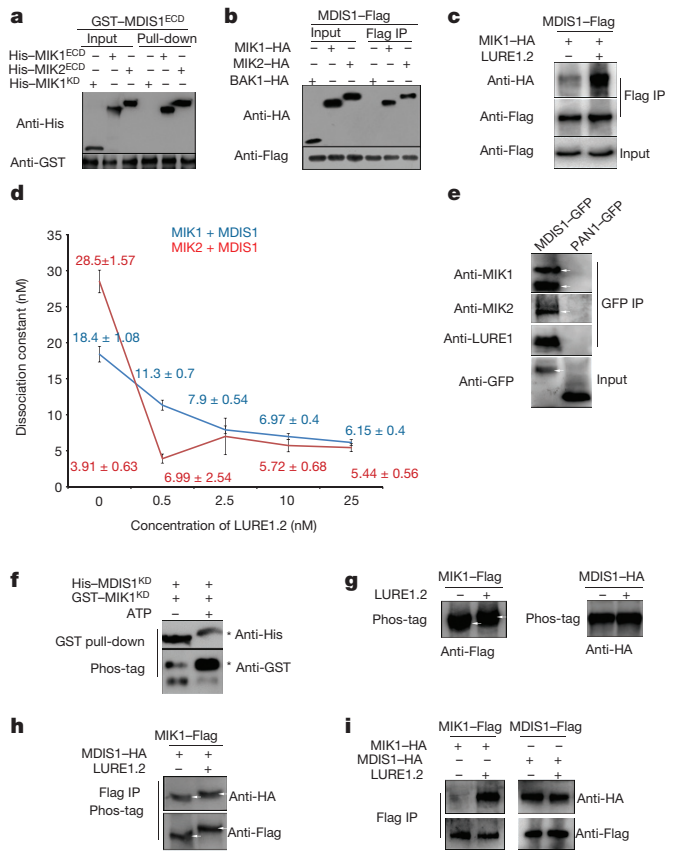 a
GST–MDIS1ECD
Input Pull-down
His–MIK1ECD – + – – + –
His–MIK2ECD – – + – – +
His–MIK1KD + – – + – –
Anti-His
Anti-GST
b
MDIS1–Flag
Input Flag IP
MIK1–HA – + – – + –
MIK2–HA – – + – – +
BAK1–HA + – – + – –
Anti-HA
Anti-Flag
c
MDIS1–Flag
MIK1–HA + +
LURE1.2 – +
Anti-HA
Anti-Flag
Flag IP
Anti-Flag Input
d
MIK1 + MDIS1
MIK2 + MDIS1
Dissociation constant (nM)
35
30
25
20
15
10
5
0
28.5±1.57
18.4 ± 1.08
11.3 ± 0.7
7.9 ± 0.54
6.97 ± 0.4
6.15 ± 0.4
3.91 ± 0.63
6.99 ± 2.54
5.72 ± 0.68
5.44 ± 0.56
0 0.5 2.5 10 25
Concentration of LURE1.2 (nM)
e
MDIS1–GFP
PAN1–GFP
Anti-MIK1
Anti-MIK2
Anti-LURE1
GFP IP
Anti-GFP Input
f
His–MDIS1KD + +
GST–MIK1KD + +
ATP – +
GST pull-down * Anti-His
Phos-tag * Anti-GST
g
MIK1–Flag
LURE1.2 – +
Phos-tag
Anti-Flag
MDIS1–HA
– +
Phos-tag
Anti-HA
h
MIK1–Flag
MDIS1–HA + +
LURE1.2 – +
Flag IP
Phos-tag
Anti-HA
Anti-Flag
i
MIK1–Flag MDIS1–Flag
MIK1–HA + + – –
MDIS1–HA – – + +
LURE1.2 – + – +
Flag IP
Anti-HA
Anti-Flag